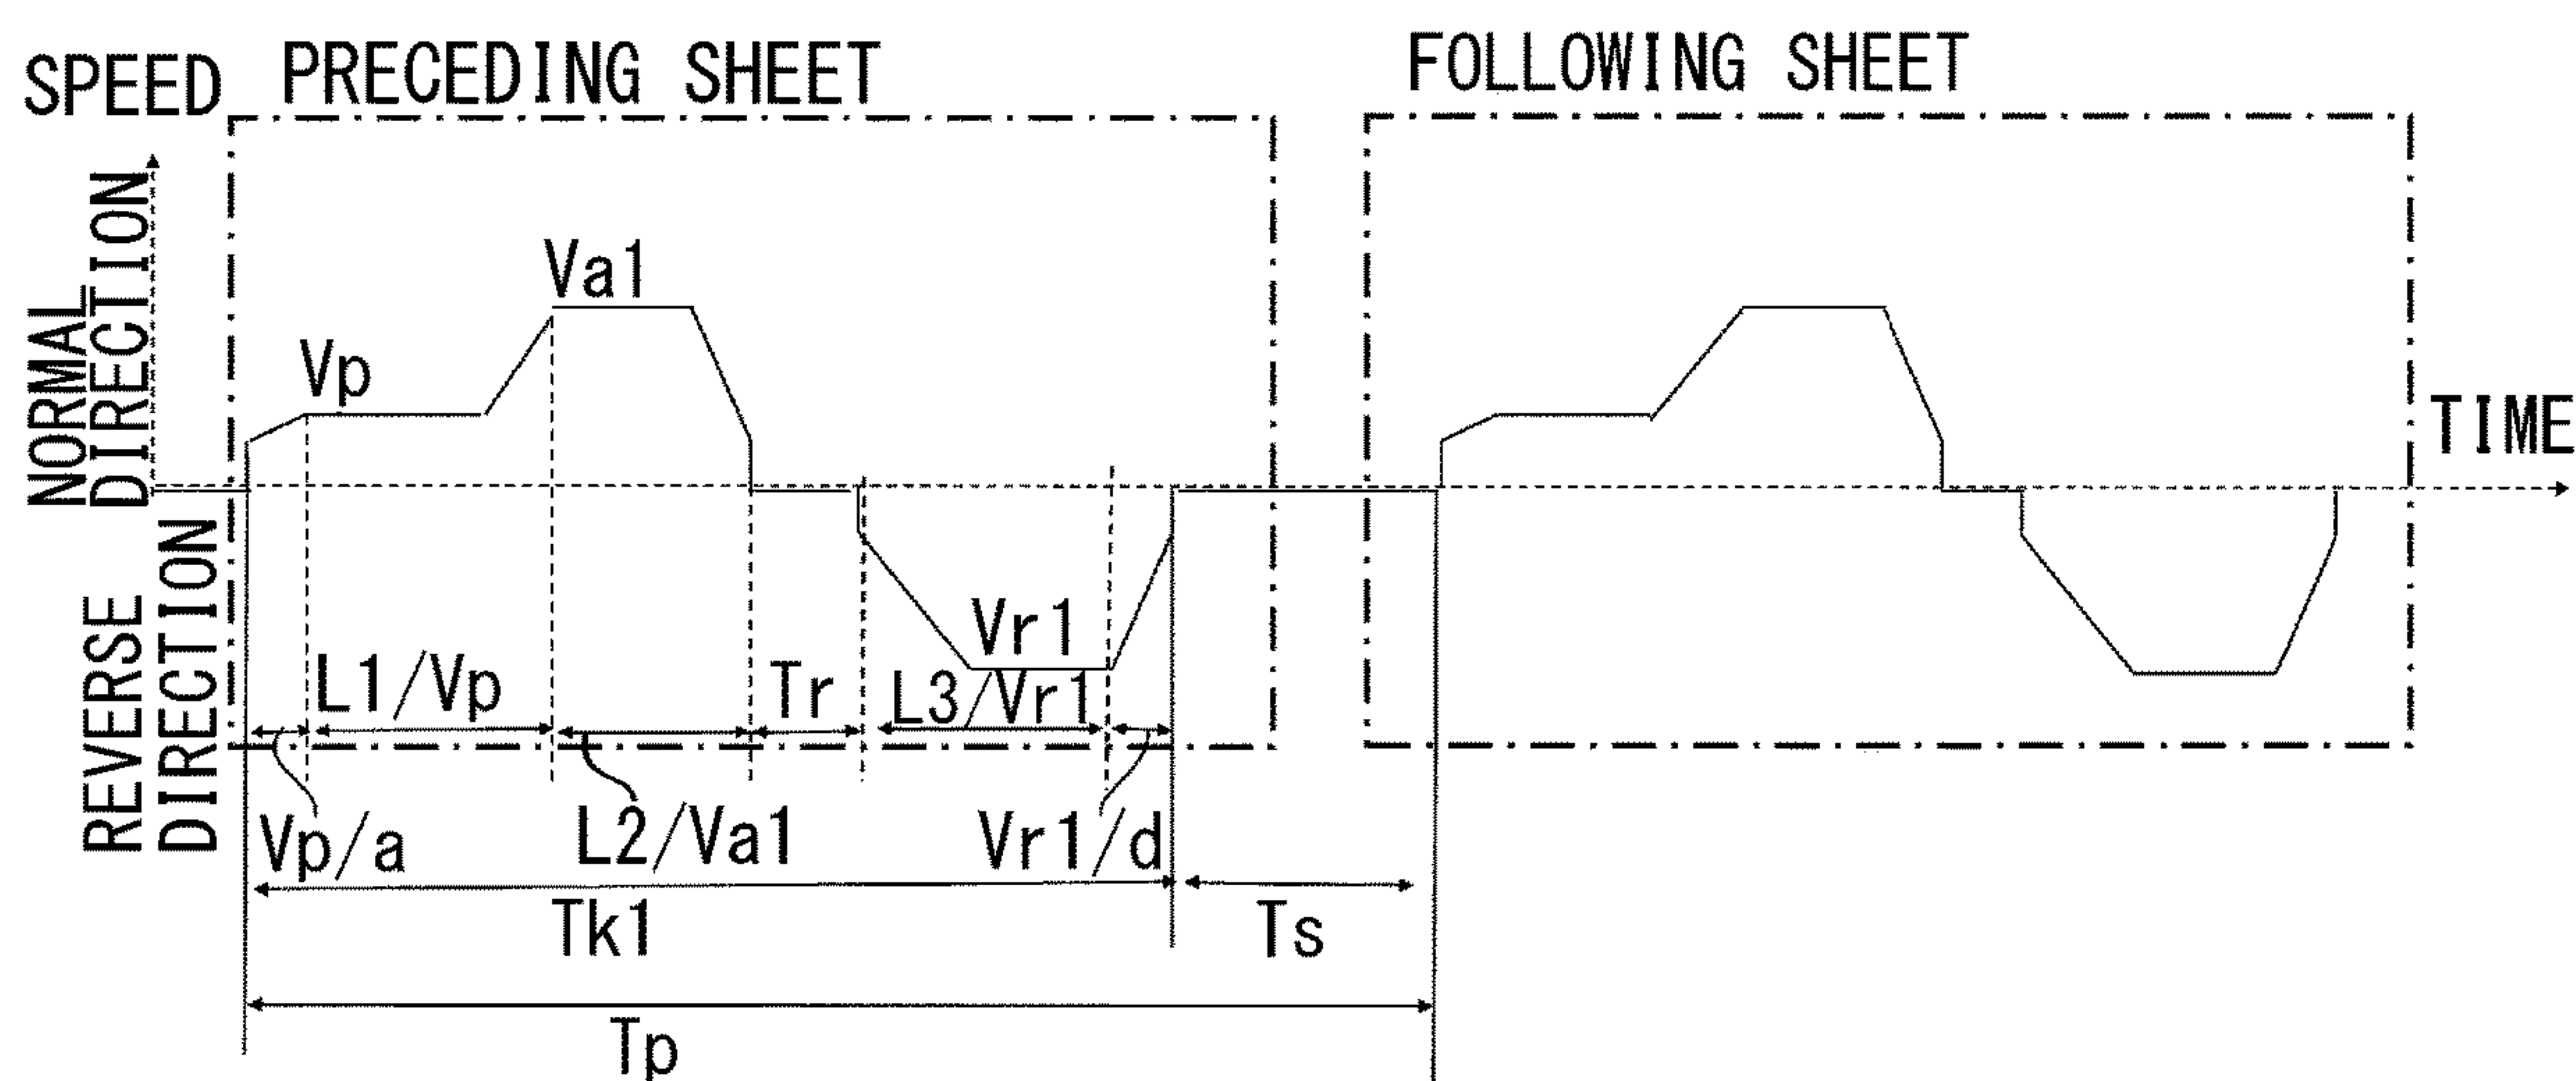 SPEED
PRECEDING SHEET
FOLLOWING SHEET
NORMAL
DIRECTION
Va1
Vp
TIME
REVERSE
DIRECTION
Vr1
L1/Vp
Tr
L3/Vr1
Vp/a
L2/Va1
Vr1/d
Tk1
Ts
Tp